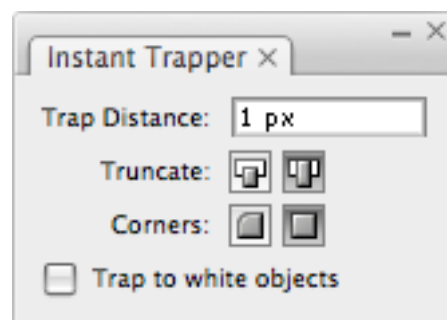 Instant Trapper
Trap Distance: 1 px
Truncate:
Corners:
Trap to white objects